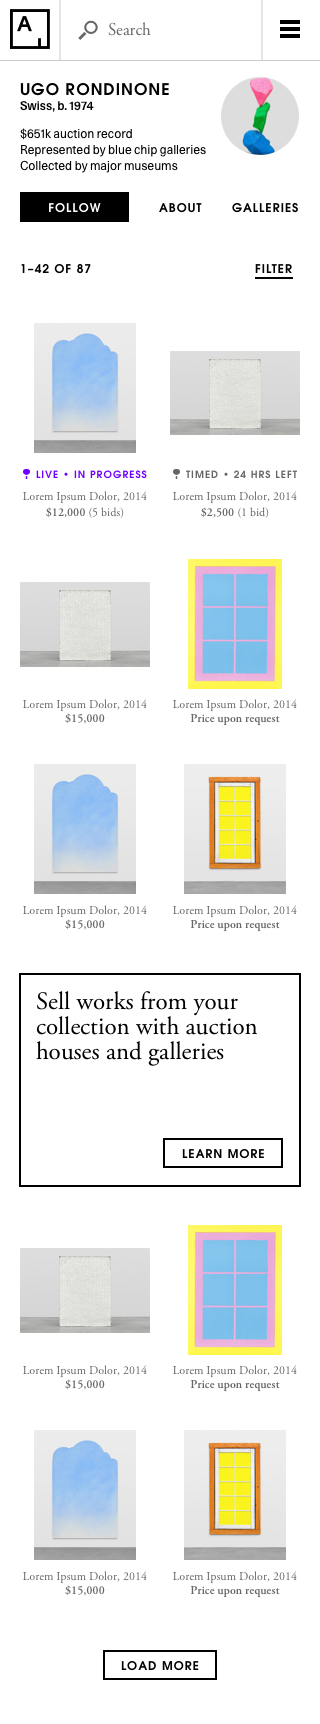 A
Search
UGO RONDINONE
Swiss, b. 1974
$651k auction record
Represented by blue chip galleries
Collected by major museums
FOLLOW
ABOUT
GALLERIES
1–42 OF 87
FILTER
LIVE • IN PROGRESS
Lorem Ipsum Dolor, 2014
$12,000 (5 bids)
TIMED • 24 HRS LEFT
Lorem Ipsum Dolor, 2014
$2,500 (1 bid)
Lorem Ipsum Dolor, 2014
$15,000
Lorem Ipsum Dolor, 2014
Price upon request
Lorem Ipsum Dolor, 2014
$15,000
Lorem Ipsum Dolor, 2014
Price upon request
Sell works from your
collection with auction
houses and galleries
LEARN MORE
Lorem Ipsum Dolor, 2014
$15,000
Lorem Ipsum Dolor, 2014
Price upon request
Lorem Ipsum Dolor, 2014
$15,000
Lorem Ipsum Dolor, 2014
Price upon request
LOAD MORE